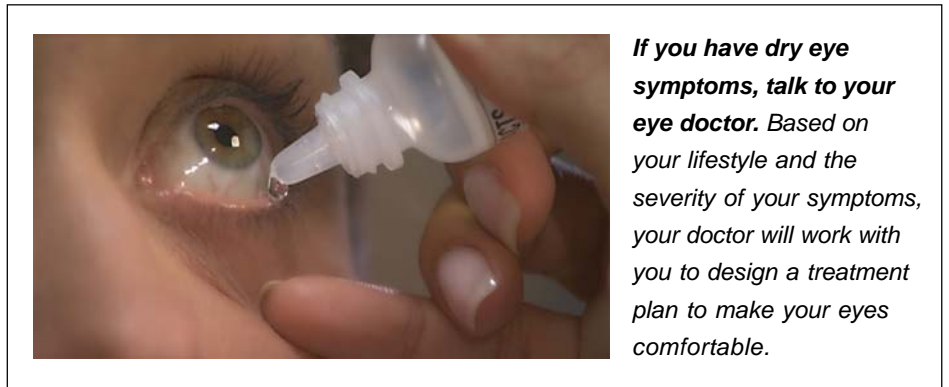 If you have dry eye
symptoms, talk to your
eye doctor. Based on
your lifestyle and the
severity of your symptoms,
your doctor will work with
you to design a treatment
plan to make your eyes
comfortable.